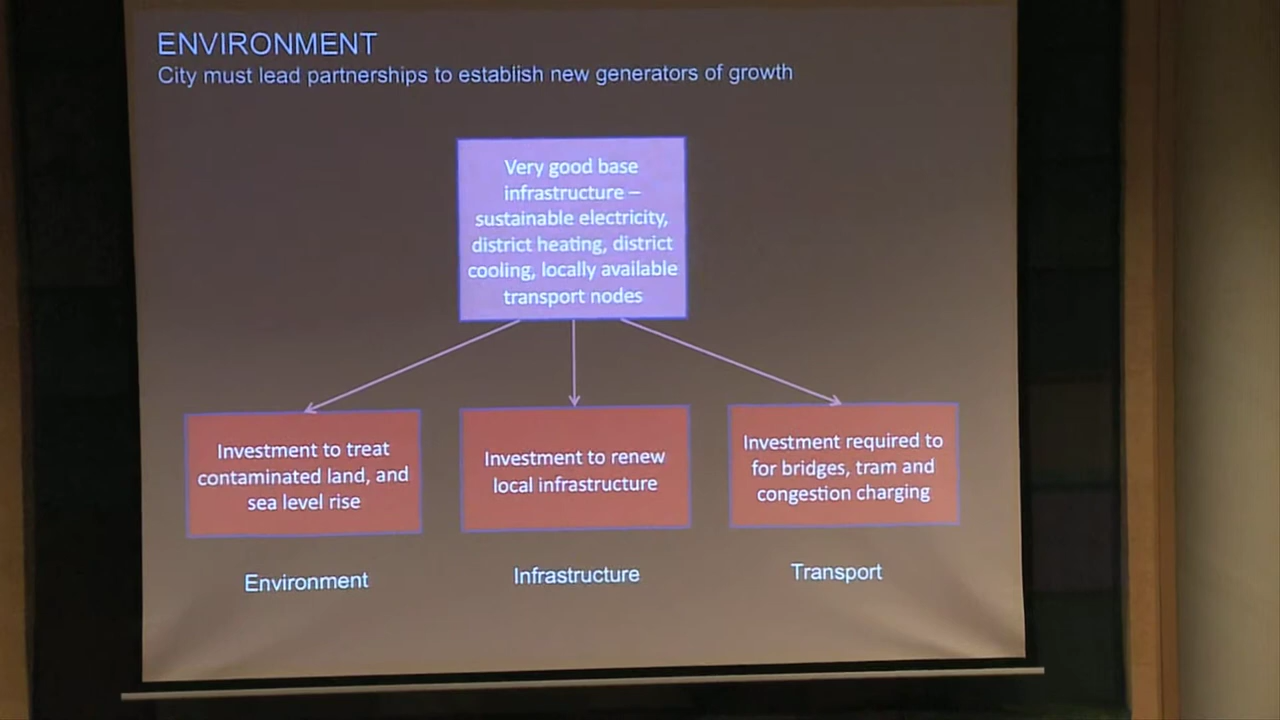 ENVIRONMENT
City must lead partnerships to establish new generators of growth
Very good base
infrastructure –
sustainable electricity,
district heating, district
cooling, locally available
transport nodes
Investment to treat
contaminated land, and
sea level rise
Investment to renew
local infrastructure
Investment required to
for bridges, tram and
congestion charging
Environment
Infrastructure
Transport